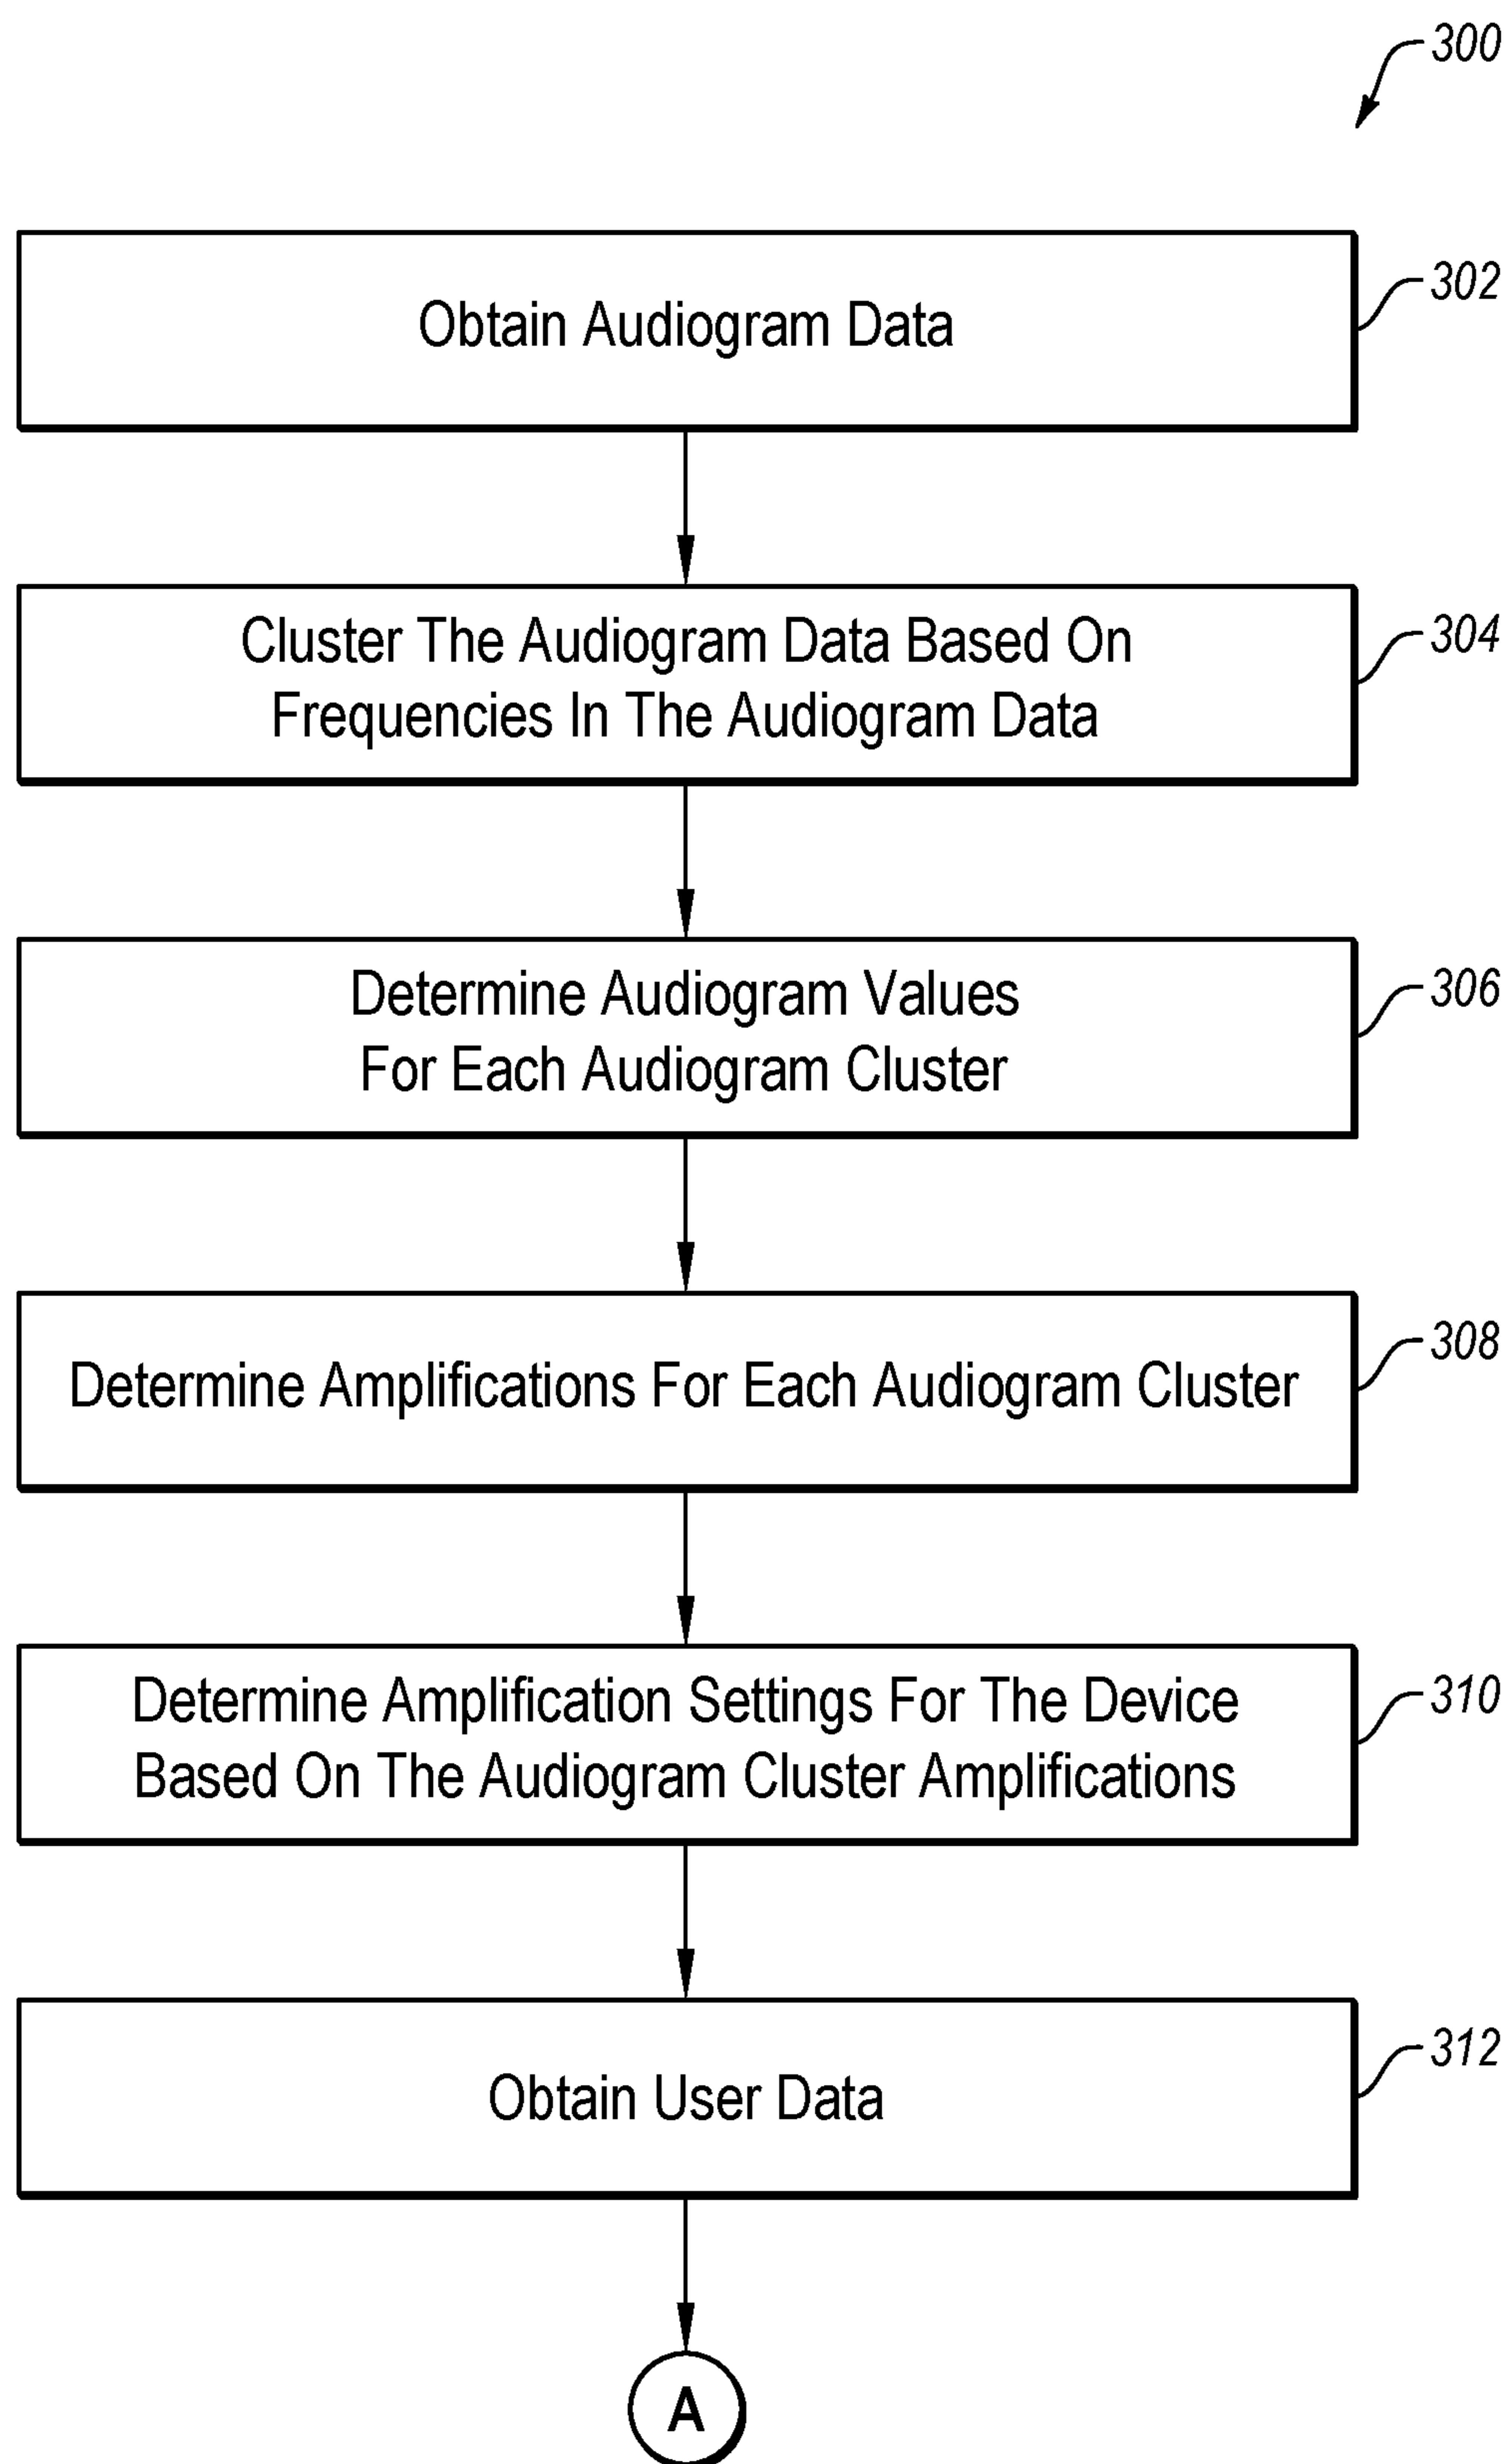 300
Obtain Audiogram Data
302
Cluster The Audiogram Data Based On
Frequencies In The Audiogram Data
304
Determine Audiogram Values
For Each Audiogram Cluster
306
Determine Amplifications For Each Audiogram Cluster
308
Determine Amplification Settings For The Device
Based On The Audiogram Cluster Amplifications
310
Obtain User Data
312
A